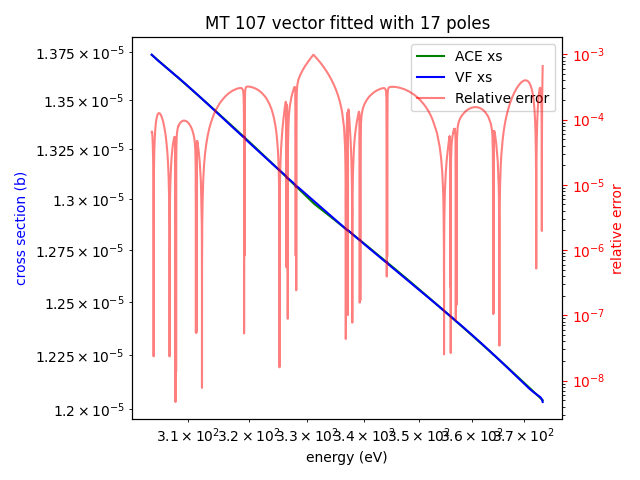 MT 107 vector fitted with 17 poles
ACE xs
VF xs
Relative error
cross section (b)
1.375 × 10⁻⁵
1.35 × 10⁻⁵
1.325 × 10⁻⁵
1.3 × 10⁻⁵
1.275 × 10⁻⁵
1.25 × 10⁻⁵
1.225 × 10⁻⁵
1.2 × 10⁻⁵
10⁻³
10⁻⁴
10⁻⁵
10⁻⁶
10⁻⁷
10⁻⁸
relative error
3.1 × 10² 3.2 × 10² 3.3 × 10² 3.4 × 10² 3.5 × 10² 3.6 × 10² 3.7 × 10²
energy (eV)